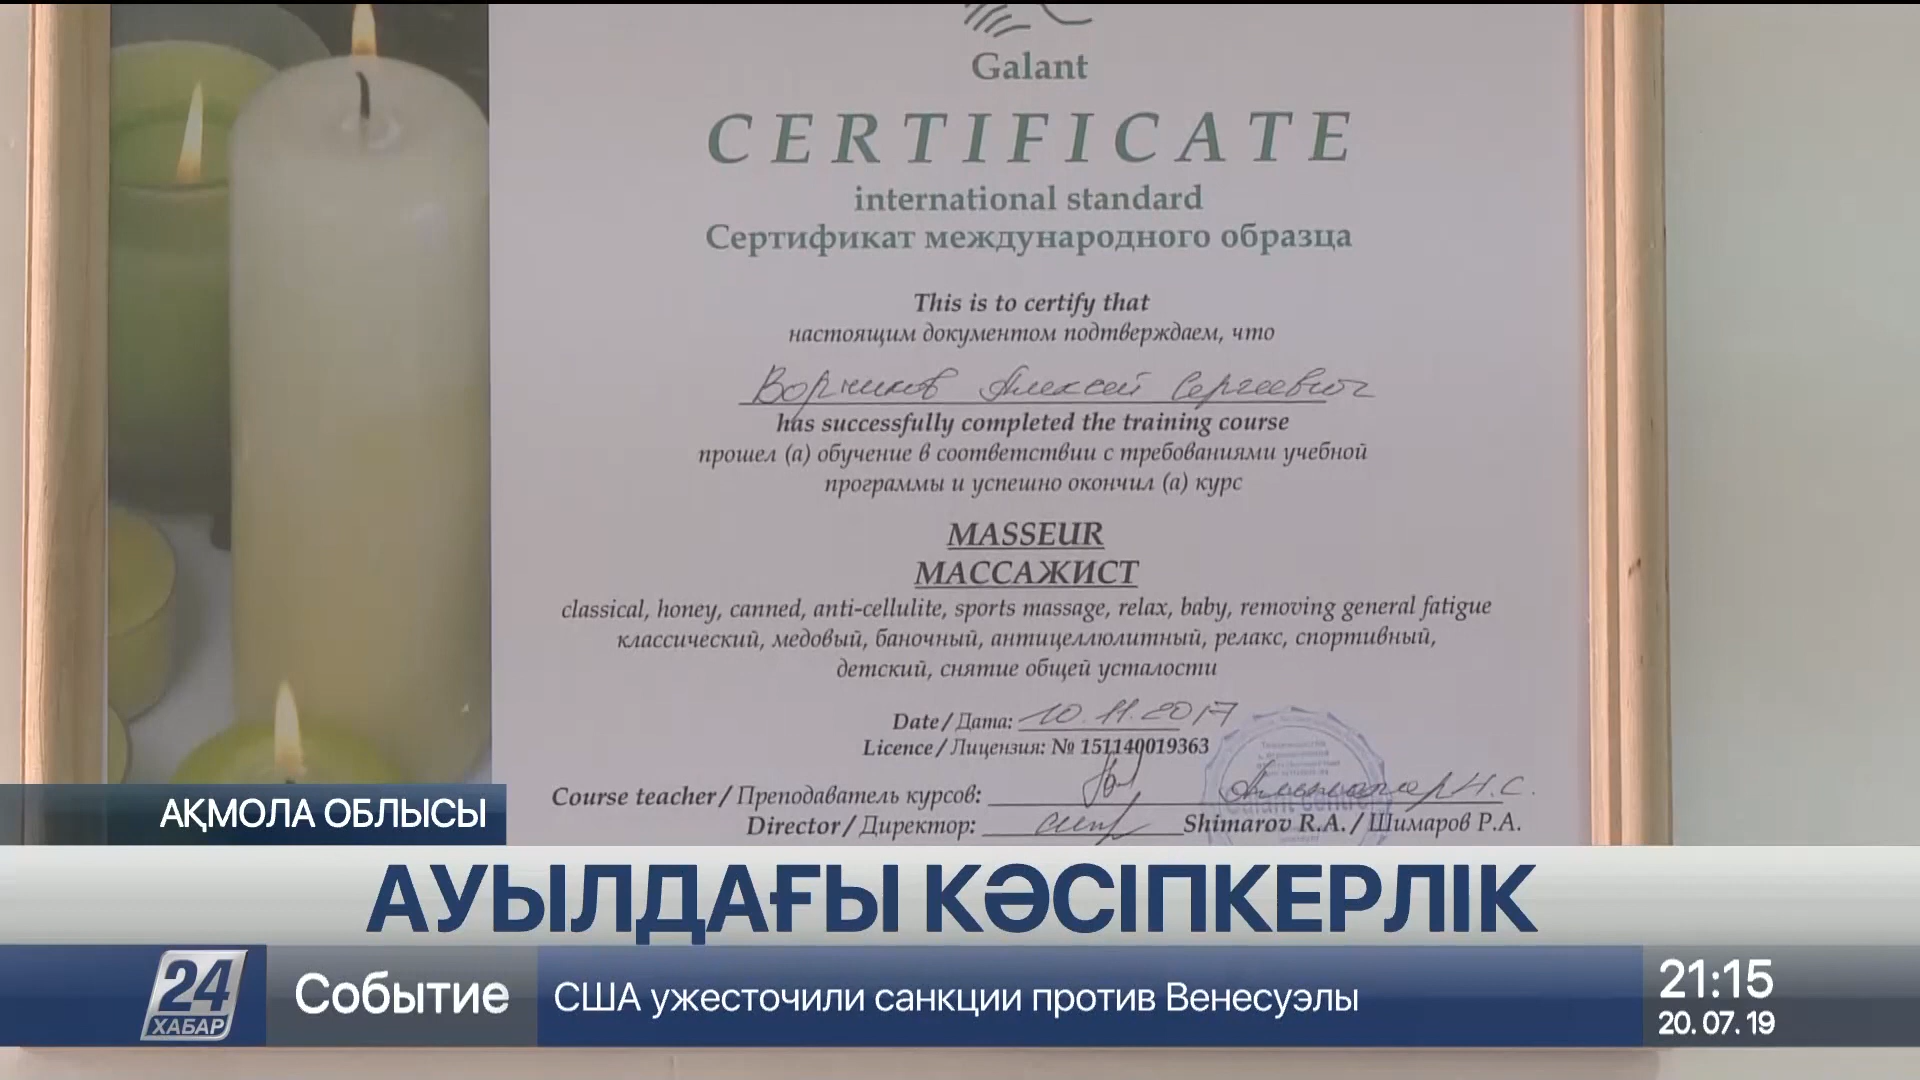 Galant
CERTIFICATE
international standard
Сертификат международного образца
This is to certify that
настоящим документом подтверждаем, что
Алексей Сергеевич
has successfully completed the training course
прошел (а) обучение в соответствии с требованиями учебной
программы и успешно окончил (а) курс
MASSEUR
МАССАЖИСТ
classical, honey, canned, anti-cellulite, sports massage, relax, baby, removing general fatigue
классический, медовый, баночный, антицеллюлитный, релакс, спортивный,
детский, снятие общей усталости
Date / Дата: 10.11.2017
Licence / Лицензия: № 151140019363
Course teacher / Преподаватель курсов: Н.С.
Director / Директор: Shimarov R.A. / Шимаров Р.А.
АҚМОЛА ОБЛЫСЫ
АУЫЛДАҒЫ КӘСІПКЕРЛІК
24
ХАБАР
Событие
США ужесточили санкции против Венесуэлы
21:15
20. 07. 19